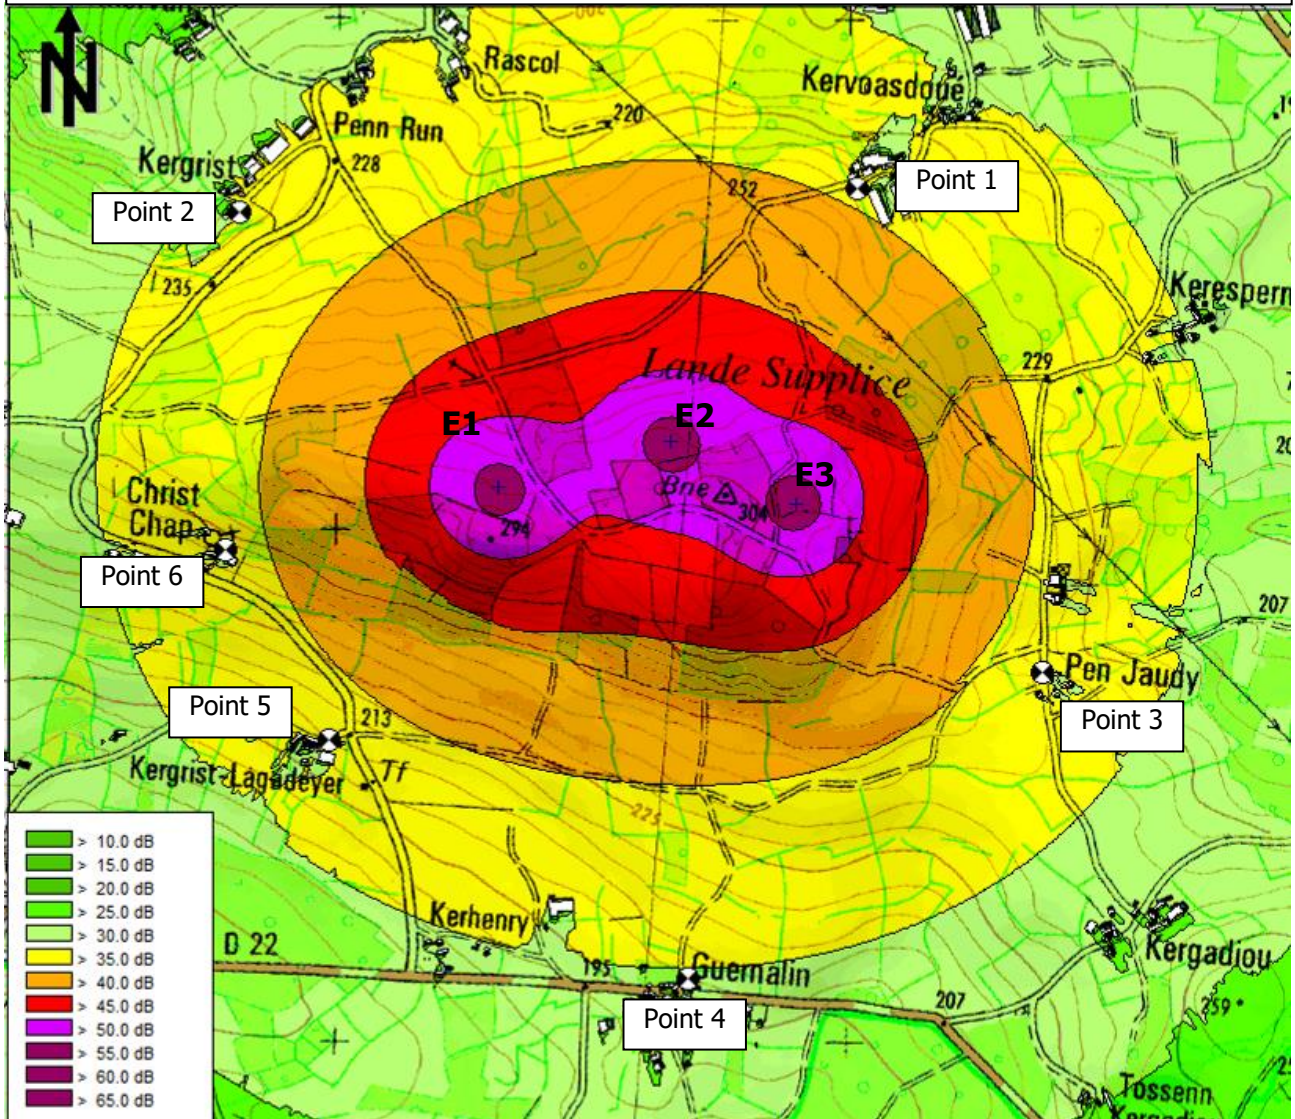 N
Rascol
Kervoasdoué
220
Penn Run
Kergrist
228
252
Point 1
Point 2
235
Kerespern
229
Lande Supplice
E1
E2
E3
Bne
304
294
Christ
Chap.
Point 6
207
Pen Jaudy
Point 3
Point 5
213
Kergrist-Lagadeyer
Tf
225
> 10.0 dB
> 15.0 dB
> 20.0 dB
> 25.0 dB
> 30.0 dB
> 35.0 dB
> 40.0 dB
> 45.0 dB
> 50.0 dB
> 55.0 dB
> 60.0 dB
> 65.0 dB
Kerhenry
D 22
195
Guernalin
Point 4
207
Kergadiou
259
Tossenn